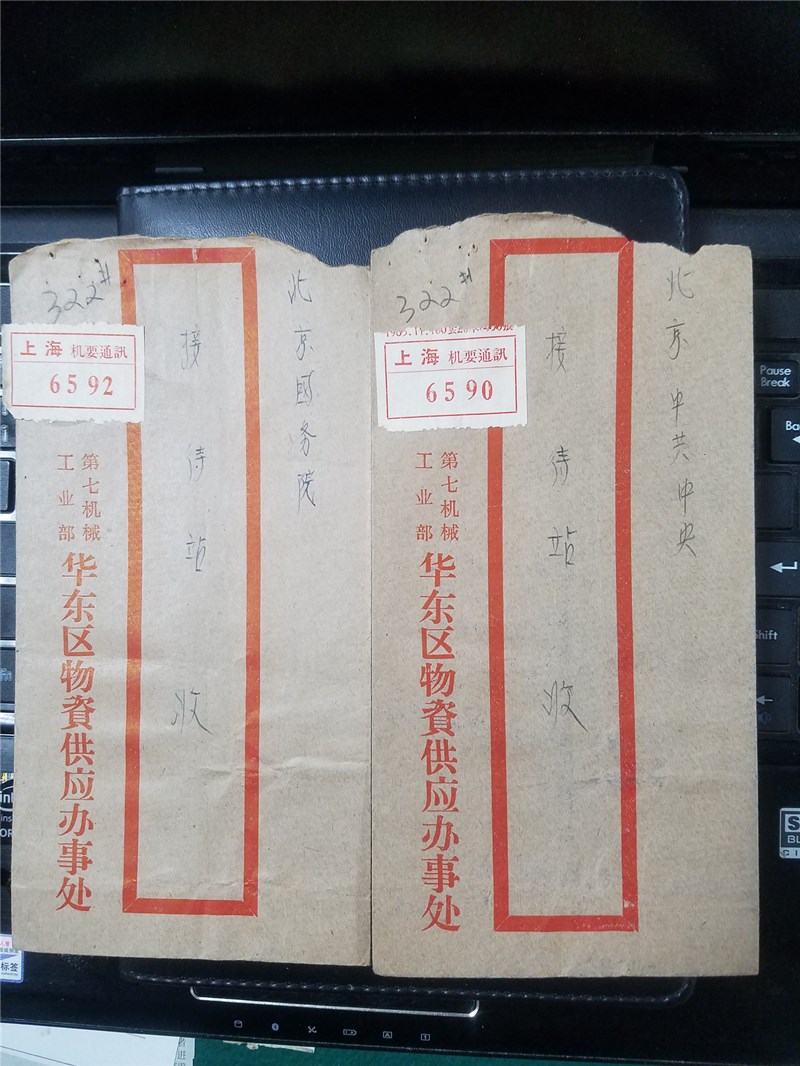 北京财务院
接待站 收
322#
上海 机要通訊
6592
第七机械
工业部
华东区物資供应办事处
北京中共中央
接待站 收
322#
上海 机要通訊
6590
第七机械
工业部
华东区物資供应办事处
Pause
Break
Shift
标签